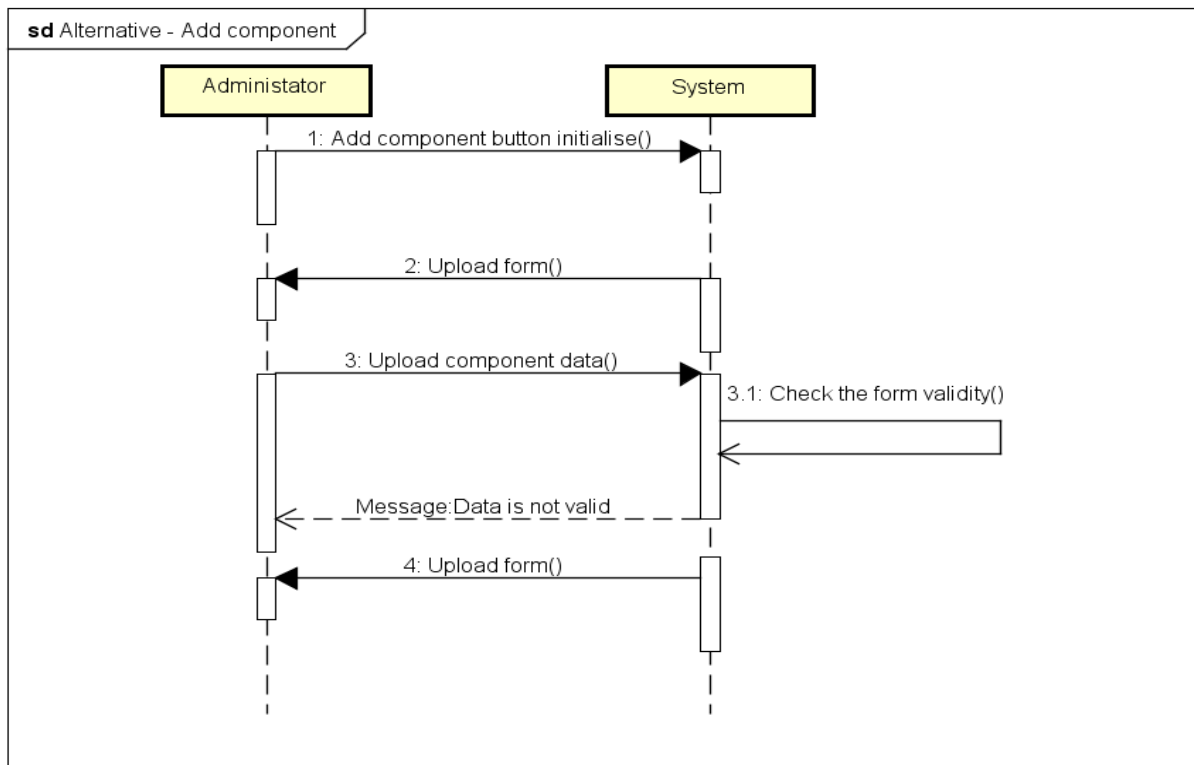 sd Alternative - Add component
Administator
System
1: Add component button initialise()
2: Upload form()
3: Upload component data()
3.1: Check the form validity()
Message:Data is not valid
4: Upload form()